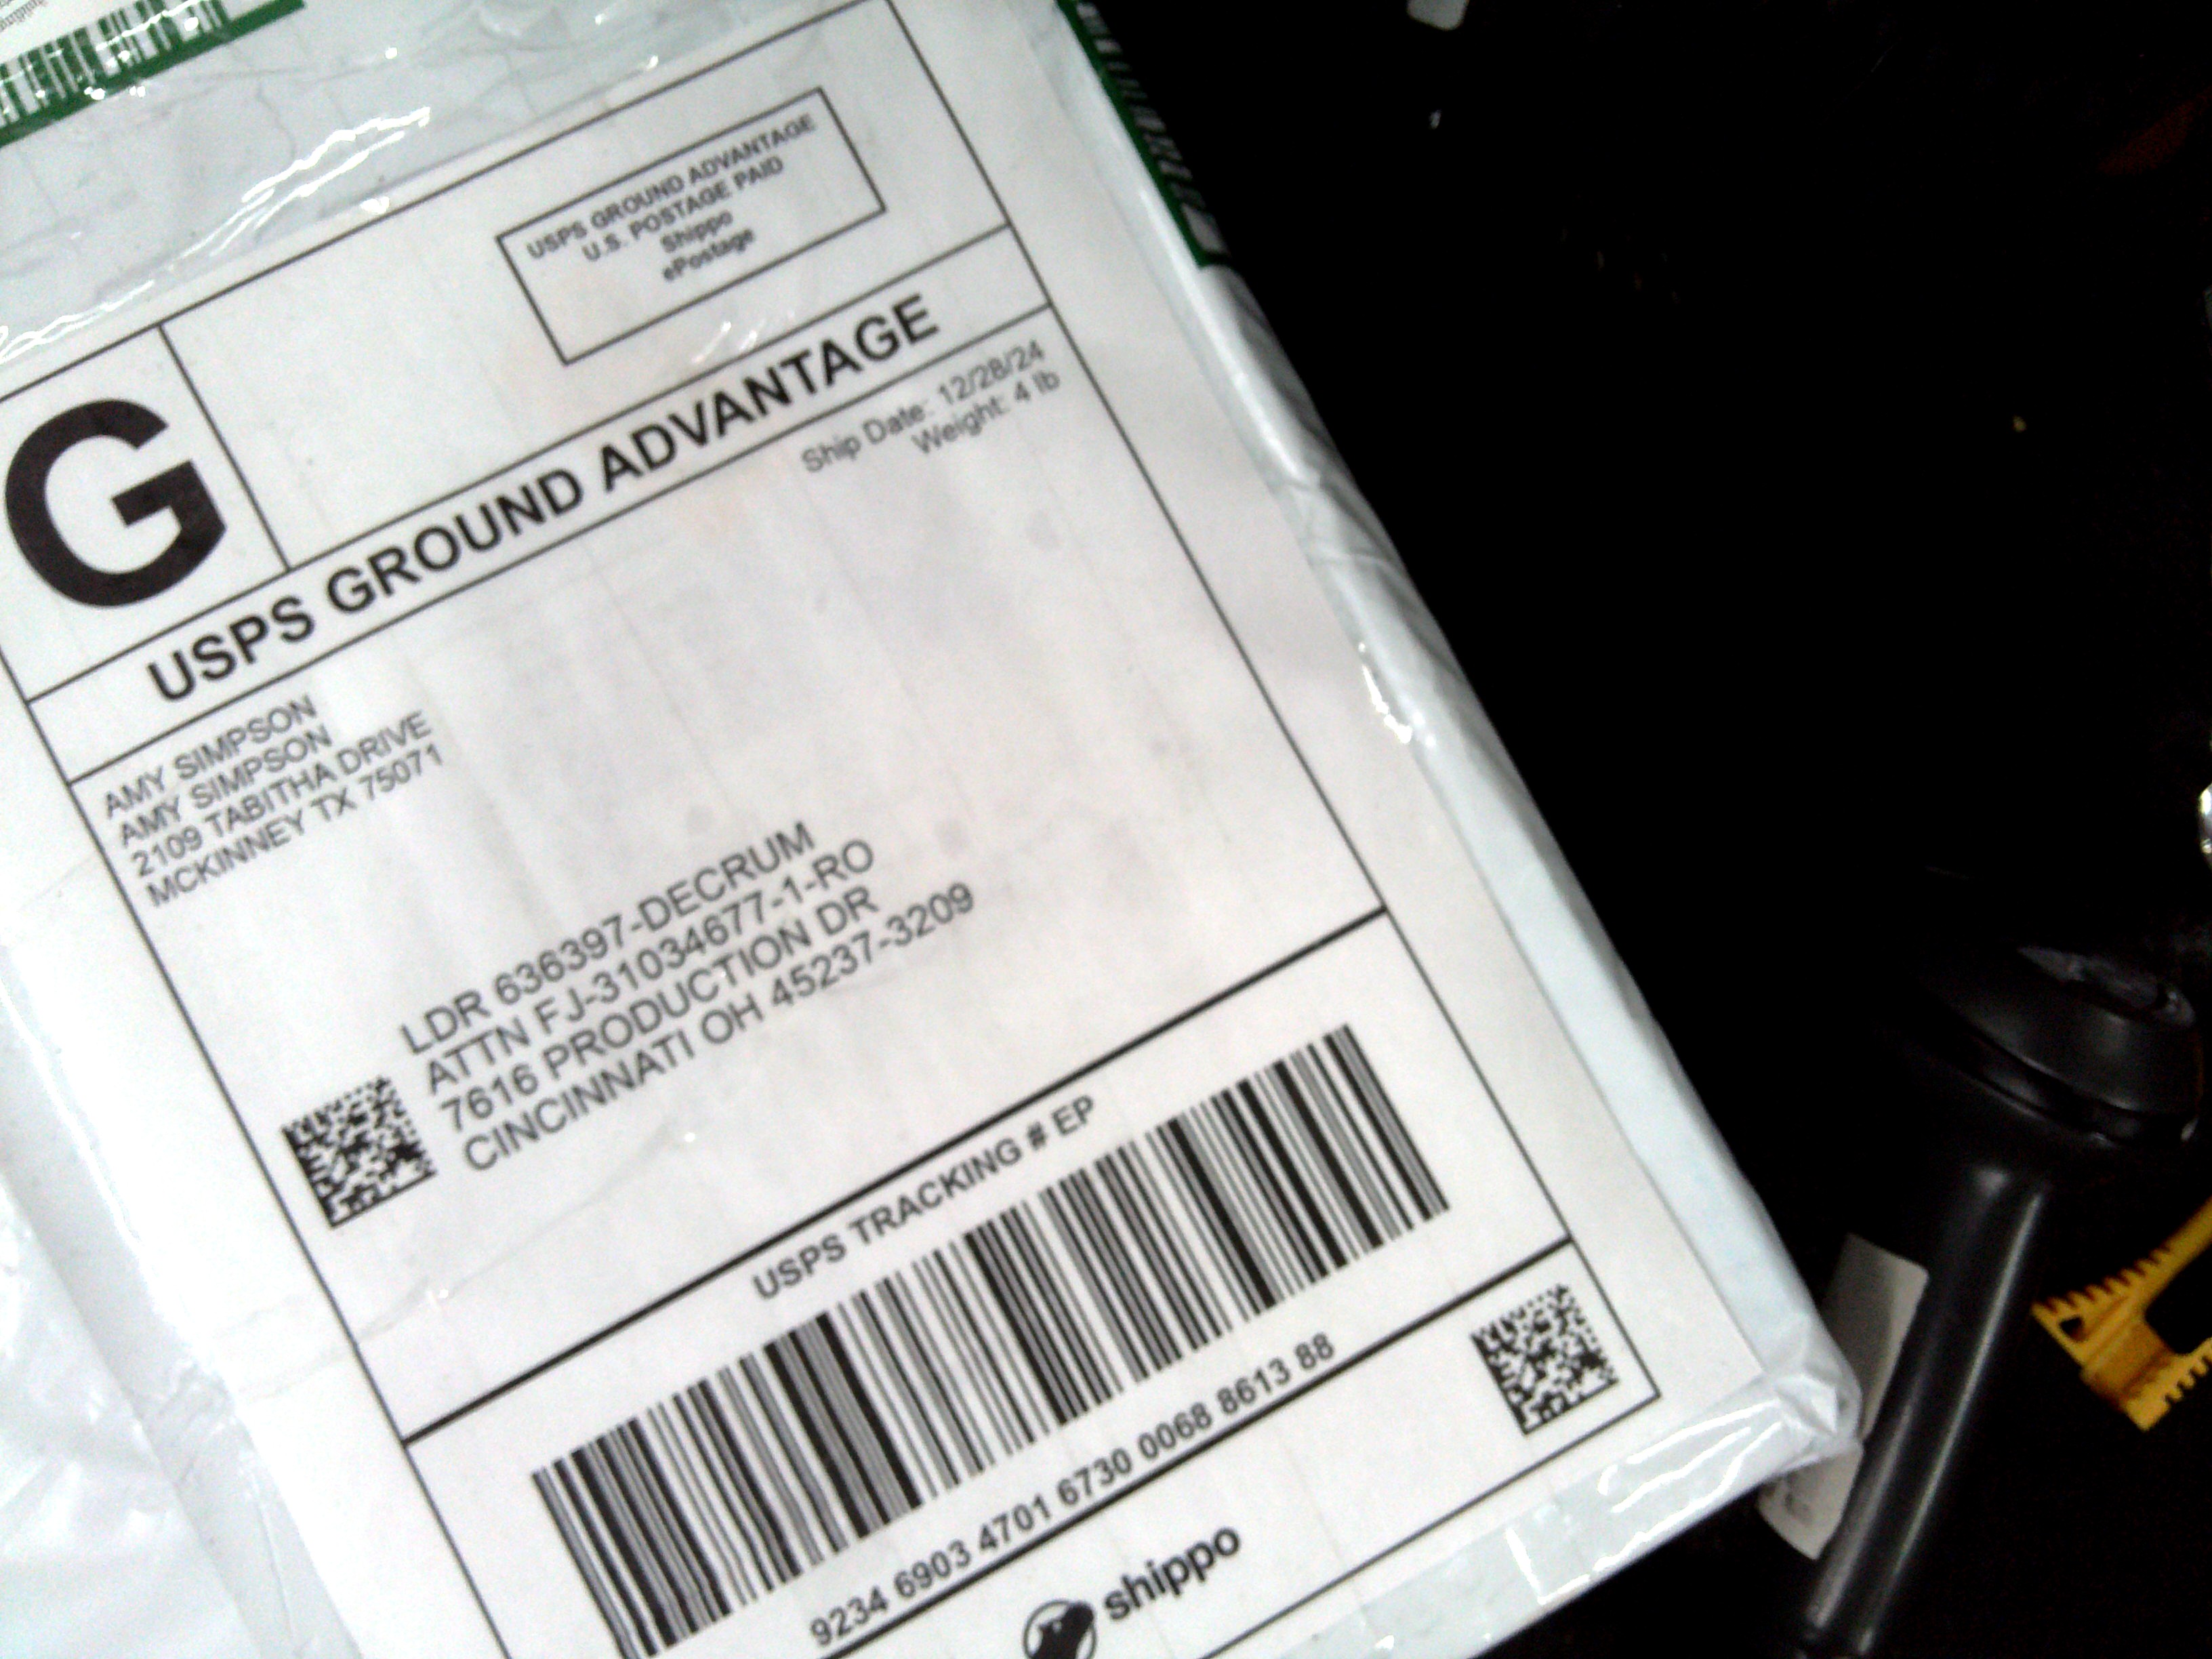 USPS GROUND ADVANTAGE
U.S. POSTAGE PAID
Shippo
ePostage
G
USPS GROUND ADVANTAGE
Ship Date: 12/28/24
Weight: 4 lb
AMY SIMPSON
AMY SIMPSON
2109 TABITHA DRIVE
MCKINNEY TX 75071
LDR 636397-DECRUM
ATTN FJ-31034677-1-RO
7616 PRODUCTION DR
CINCINNATI OH 45237-3209
USPS TRACKING # EP
9234 6903 4701 6730 0068 8613 88
shippo